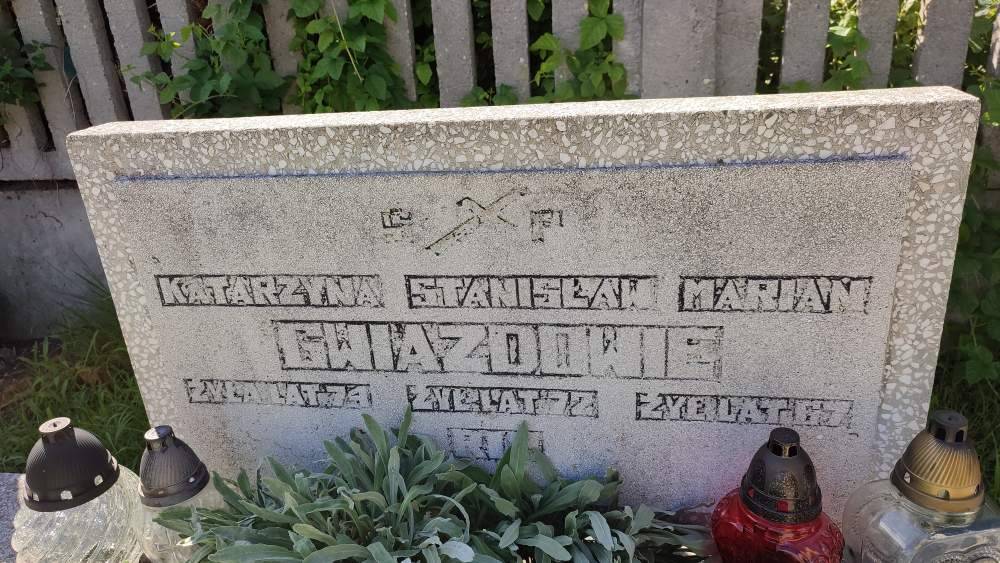 Ś P
KATARZYNA STANISŁAW MARIAN
GWIAZDOWIE
ŻYŁA LAT 73 ŻYŁ LAT 72 ŻYŁ LAT 67